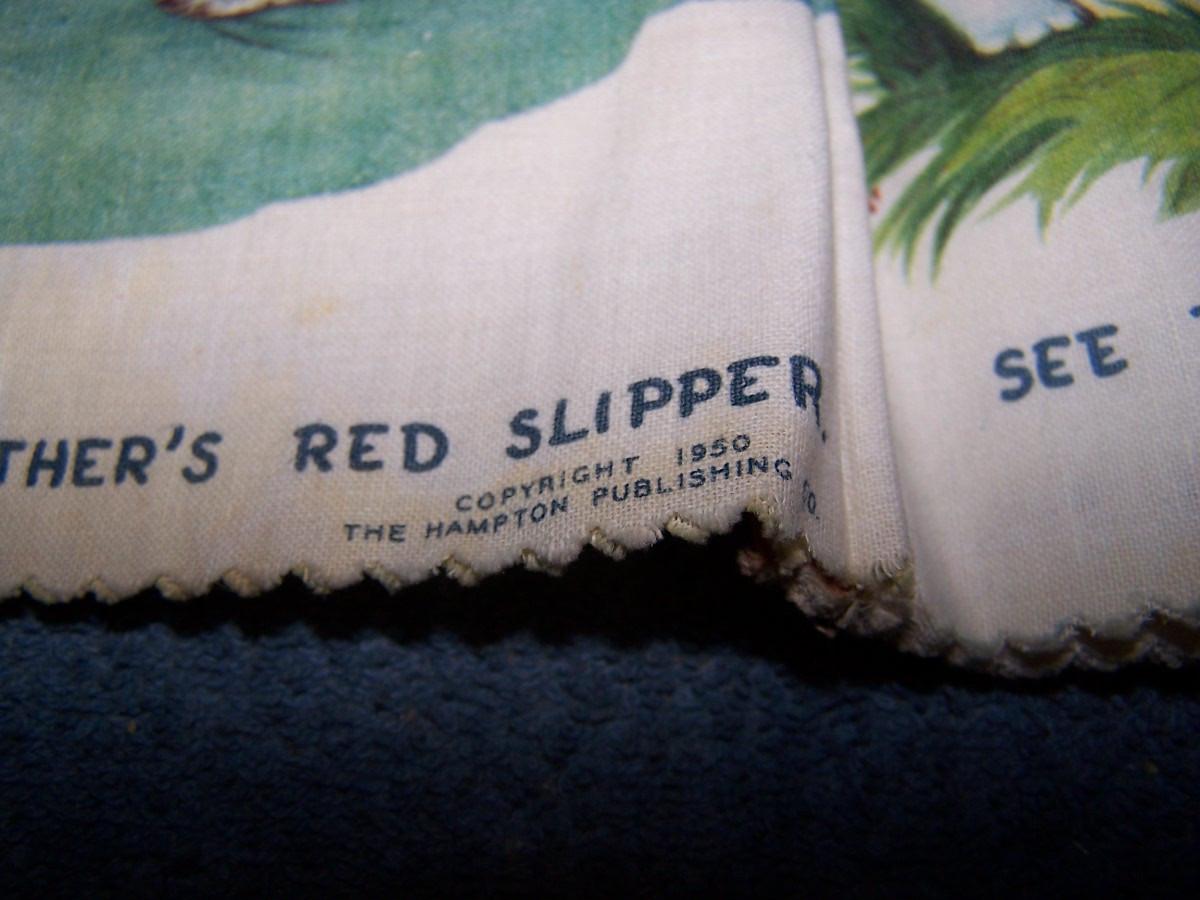 THER'S RED SLIPPER.
COPYRIGHT 1950
THE HAMPTON PUBLISHING CO.
SEE